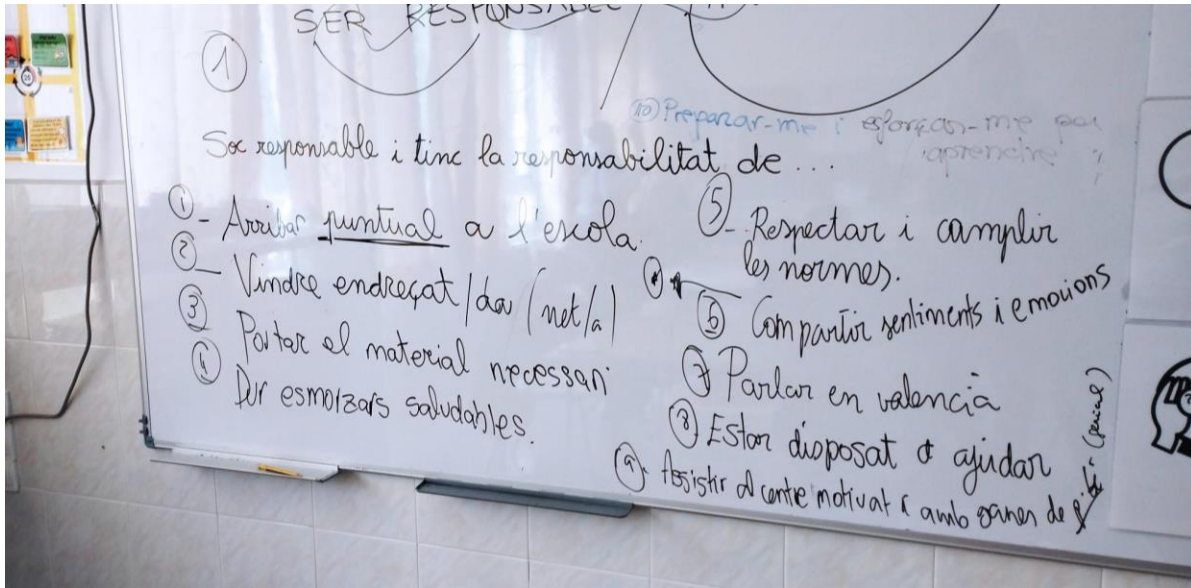 SER RESPONSABLE
1
Soc responsable i tinc la responsabilitat de ...
1 - Arribar puntual a l'escola.
2 - Vindre endreçat/da (net/a)
3 Portar el material necessari
4 Dur esmorzars saludables.
10 Preparar-me i esforçar-me per
aprendre
5 - Respectar i complir
les normes.
6 Compartir sentiments i emocions
7 Parlar en valencià
8 Estar disposat a ajudar
9 - Assistir al centre motivat i amb ganes de